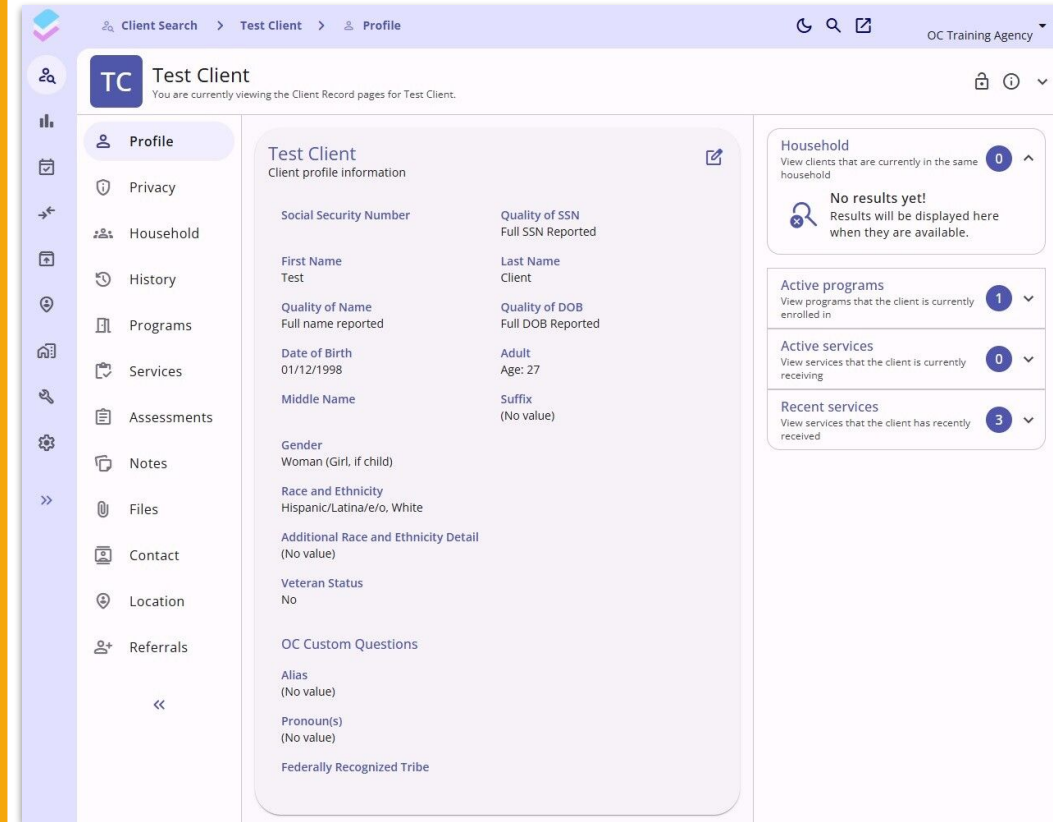 Client Search > Test Client > Profile
OC Training Agency
TC
Test Client
You are currently viewing the Client Record pages for Test Client.
Profile
Privacy
Household
History
Programs
Services
Assessments
Notes
Files
Contact
Location
Referrals
Test Client
Client profile information
Social Security Number
Quality of SSN
Full SSN Reported
First Name
Test
Last Name
Client
Quality of Name
Full name reported
Quality of DOB
Full DOB Reported
Date of Birth
01/12/1998
Adult
Age: 27
Middle Name
Suffix
(No value)
Gender
Woman (Girl, if child)
Race and Ethnicity
Hispanic/Latina/e/o, White
Additional Race and Ethnicity Detail
(No value)
Veteran Status
No
OC Custom Questions
Alias
(No value)
Pronoun(s)
(No value)
Federally Recognized Tribe
Household
View clients that are currently in the same
household
0
No results yet!
Results will be displayed here
when they are available.
Active programs
View programs that the client is currently
enrolled in
1
Active services
View services that the client is currently
receiving
0
Recent services
View services that the client has recently
received
3